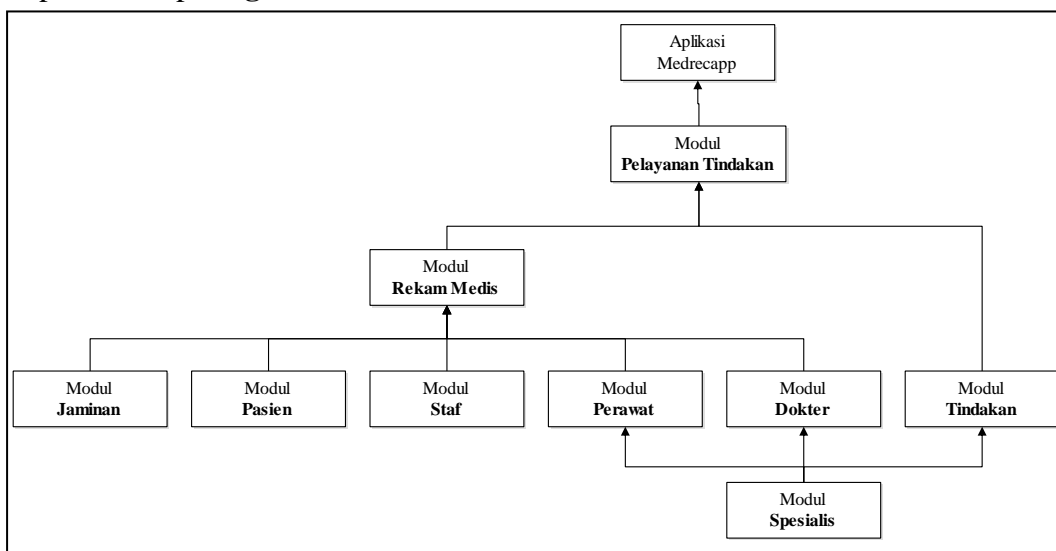 Aplikasi
Medrecapp
Modul
Pelayanan Tindakan
Modul
Rekam Medis
Modul
Jaminan
Modul
Pasien
Modul
Staf
Modul
Perawat
Modul
Dokter
Modul
Tindakan
Modul
Spesialis